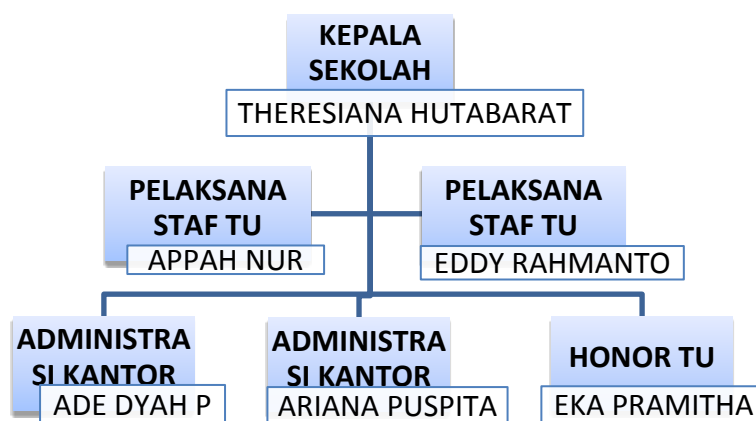 KEPALA
SEKOLAH
THERESIANA HUTABARAT
PELAKSANA
STAF TU
APPAH NUR
PELAKSANA
STAF TU
EDDY RAHMANTO
ADMINISTRA
SI KANTOR
ADE DYAH P
ADMINISTRA
SI KANTOR
ARIANA PUSPITA
HONOR TU
EKA PRAMITHA